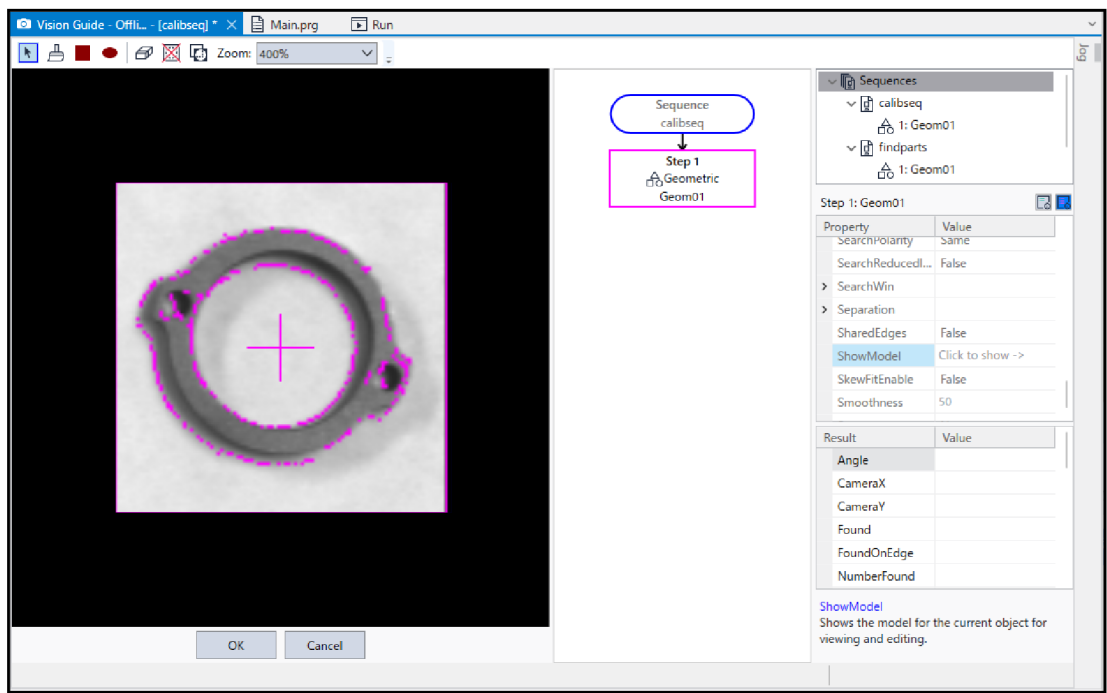 Vision Guide - Offli... - [calibseq] *
Main.prg
Run
Zoom: 400%
Jog
Sequence
calibseq
Step 1
Geometric
Geom01
OK
Cancel
Sequences
calibseq
1: Geom01
findparts
1: Geom01
Step 1: Geom01
Property Value
SearchPolarity Same
SearchReducedI... False
SearchWin
Separation
SharedEdges False
ShowModel Click to show ->
SkewFitEnable False
Smoothness 50
Result Value
Angle
CameraX
CameraY
Found
FoundOnEdge
NumberFound
ShowModel
Shows the model for the current object for
viewing and editing.